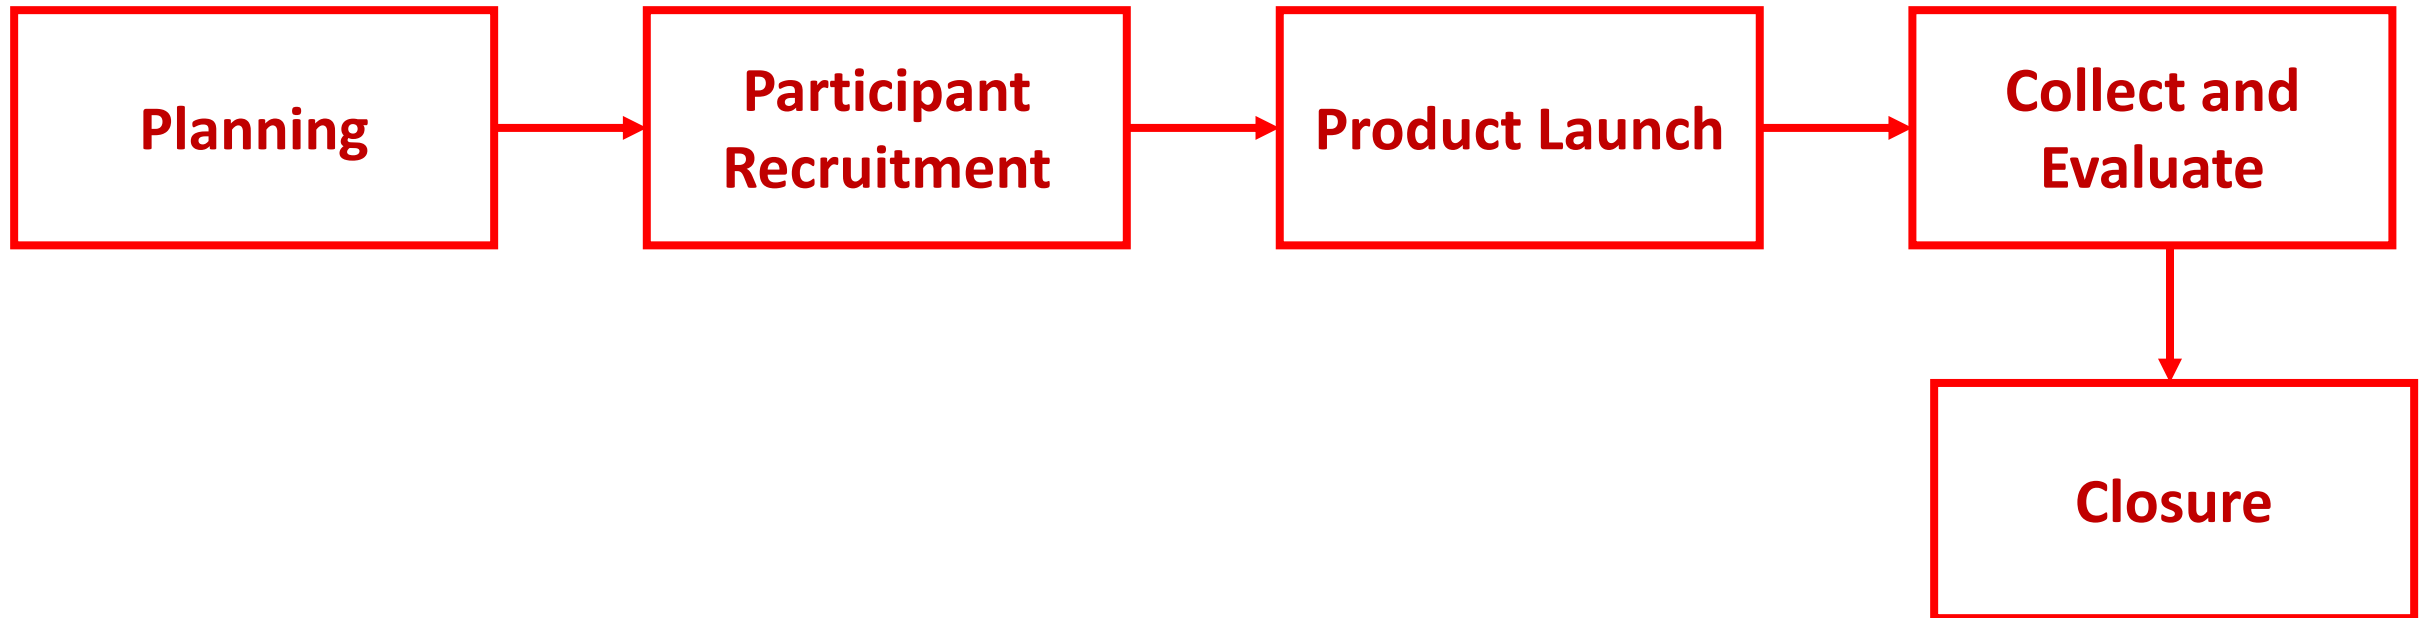 Planning
Participant
Recruitment
Product Launch
Collect and
Evaluate
Closure